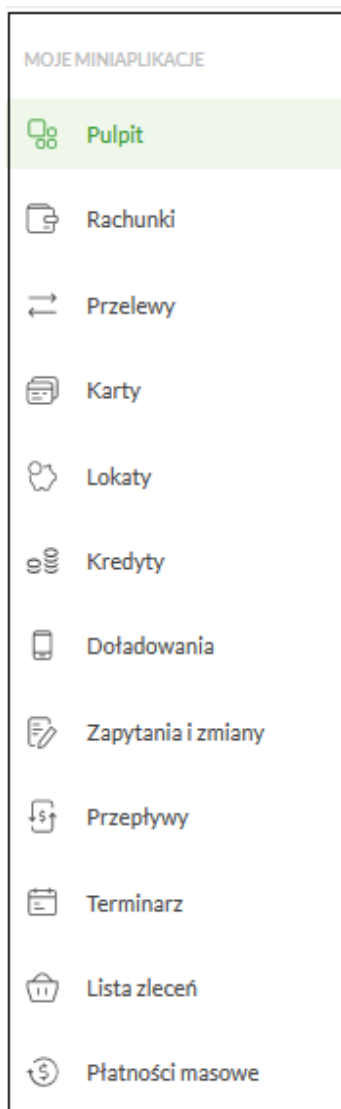 MOJE MINIAPLIKACJE
Pulpit
Rachunki
Przelewy
Karty
Lokaty
Kredyty
Doładowania
Zapytania i zmiany
Przepływy
Terminarz
Lista zleceń
Płatności masowe